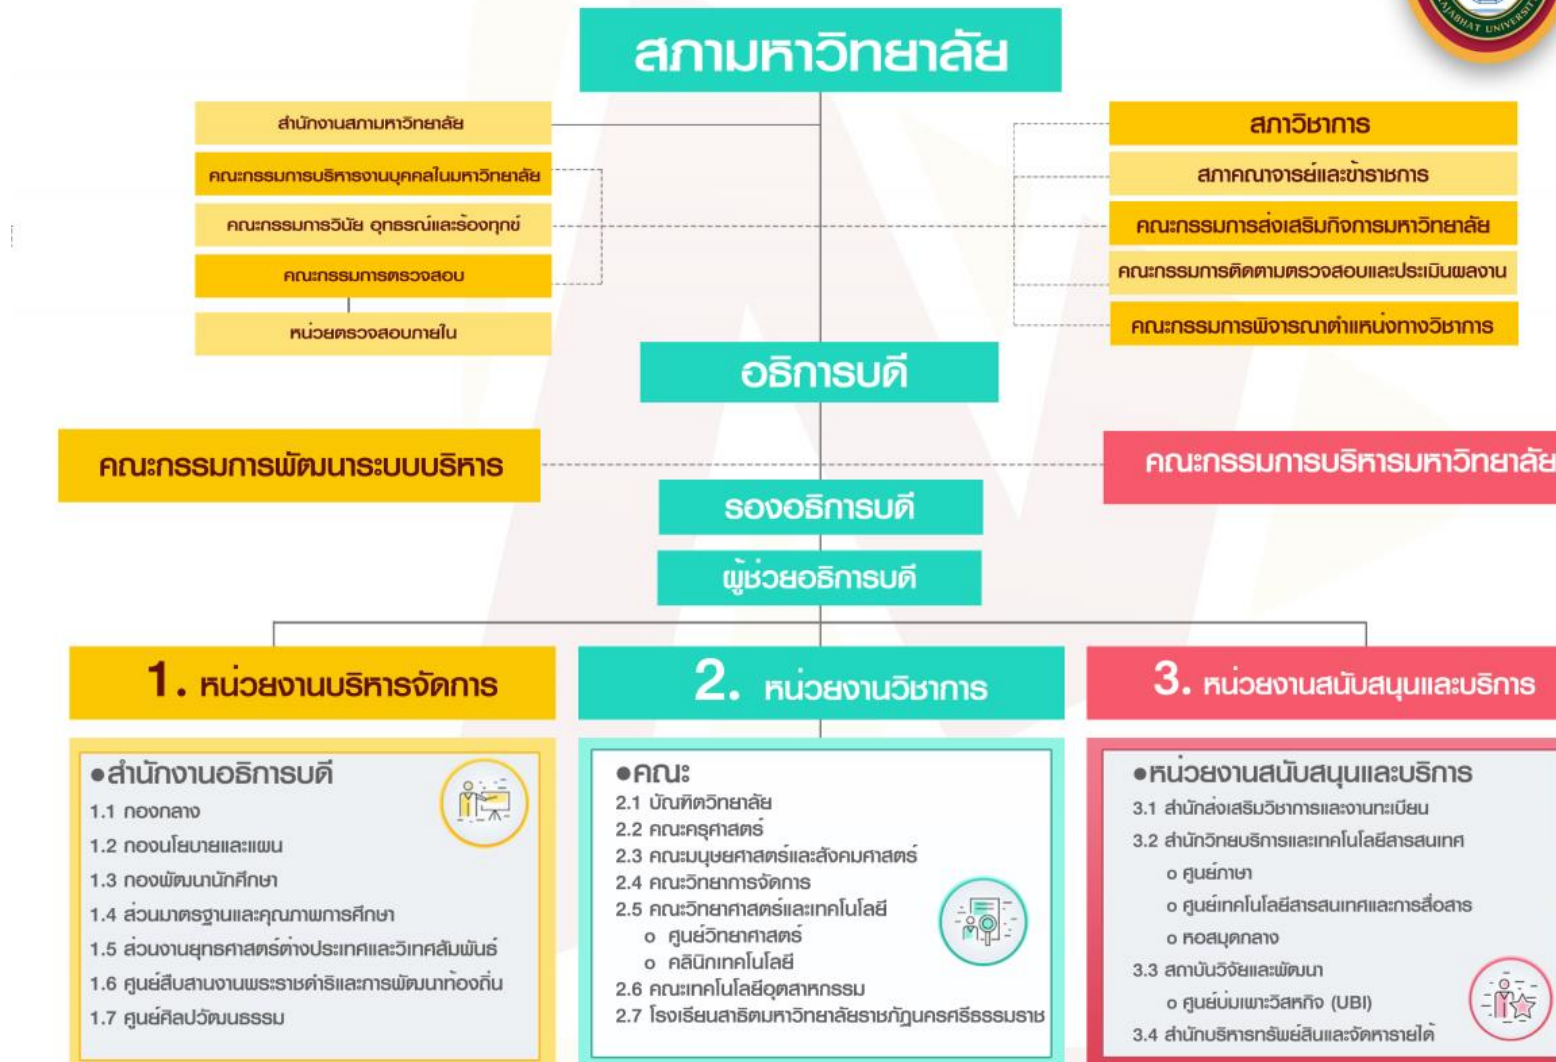 RAJABHAT UNIVERSITY
สภามหาวิทยาลัย
สำนักงานสภามหาวิทยาลัย
คณะกรรมการบริหารงานบุคคลในมหาวิทยาลัย
คณะกรรมการวินัย อุทธรณ์และร้องทุกข์
คณะกรรมการตรวจสอบ
หน่วยตรวจสอบภายใน
สภาวิชาการ
สภาคณาจารย์และข้าราชการ
คณะกรรมการส่งเสริมกิจการมหาวิทยาลัย
คณะกรรมการติดตามตรวจสอบและประเมินผลงาน
คณะกรรมการพิจารณาตำแหน่งทางวิชาการ
อธิการบดี
คณะกรรมการพัฒนาระบบบริหาร
คณะกรรมการบริหารมหาวิทยาลัย
รองอธิการบดี
ผู้ช่วยอธิการบดี
1. หน่วยงานบริหารจัดการ
●สำนักงานอธิการบดี
1.1 กองกลาง
1.2 กองนโยบายและแผน
1.3 กองพัฒนานักศึกษา
1.4 ส่วนมาตรฐานและคุณภาพการศึกษา
1.5 ส่วนงานยุทธศาสตร์ต่างประเทศและวิเทศสัมพันธ์
1.6 ศูนย์สืบสานงานพระราชดำริและการพัฒนาท้องถิ่น
1.7 ศูนย์ศิลปวัฒนธรรม
2. หน่วยงานวิชาการ
●คณะ
2.1 บัณฑิตวิทยาลัย
2.2 คณะครุศาสตร์
2.3 คณะมนุษยศาสตร์และสังคมศาสตร์
2.4 คณะวิทยาการจัดการ
2.5 คณะวิทยาศาสตร์และเทคโนโลยี
o ศูนย์วิทยาศาสตร์
o คลินิกเทคโนโลยี
2.6 คณะเทคโนโลยีอุตสาหกรรม
2.7 โรงเรียนสาธิตมหาวิทยาลัยราชภัฏนครศรีธรรมราช
3. หน่วยงานสนับสนุนและบริการ
●หน่วยงานสนับสนุนและบริการ
3.1 สำนักส่งเสริมวิชาการและงานทะเบียน
3.2 สำนักวิทยบริการและเทคโนโลยีสารสนเทศ
o ศูนย์ภาษา
o ศูนย์เทคโนโลยีสารสนเทศและการสื่อสาร
o หอสมุดกลาง
3.3 สถาบันวิจัยและพัฒนา
o ศูนย์บ่มเพาะวิสหกิจ (UBI)
3.4 สำนักบริหารทรัพย์สินและจัดหารายได้